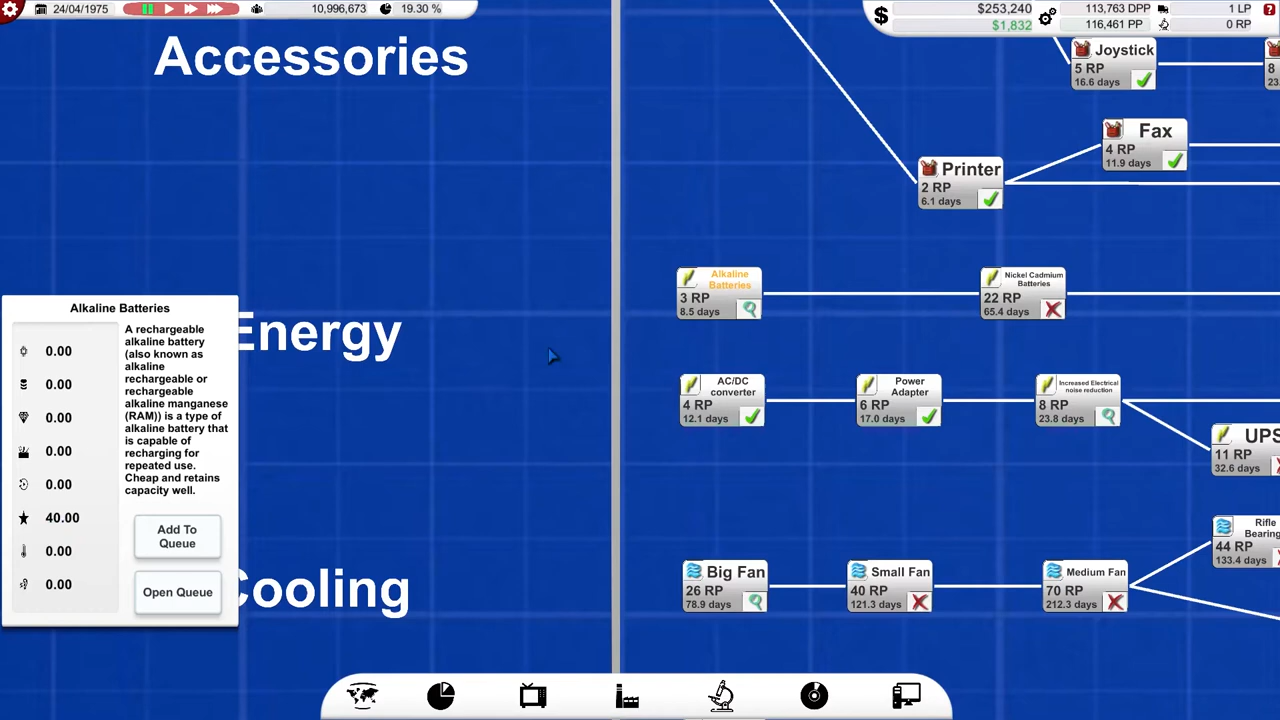 24/04/1975
10,996,673
19.30 %
$253,240
$1,832
113,763 DPP
116,461 PP
1 LP
0 RP
?
Accessories
Joystick
5 RP
16.6 days
8
23.
Fax
4 RP
11.9 days
Printer
2 RP
6.1 days
Alkaline
Batteries
3 RP
8.5 days
Nickel Cadmium
Batteries
22 RP
65.4 days
Energy
AC/DC
converter
4 RP
12.1 days
Power
Adapter
6 RP
17.0 days
Increased Electrical
noise reduction
8 RP
23.8 days
UPS
11 RP
32.6 days
Cooling
Big Fan
26 RP
78.9 days
Small Fan
40 RP
121.3 days
Medium Fan
70 RP
212.3 days
Rifle
Bearing
44 RP
133.4 days
Alkaline Batteries
0.00
0.00
0.00
0.00
0.00
40.00
0.00
0.00
A rechargeable
alkaline battery
(also known as
alkaline
rechargeable or
rechargeable
alkaline manganese
(RAM)) is a type of
alkaline battery that
is capable of
recharging for
repeated use.
Cheap and retains
capacity well.
Add To
Queue
Open Queue